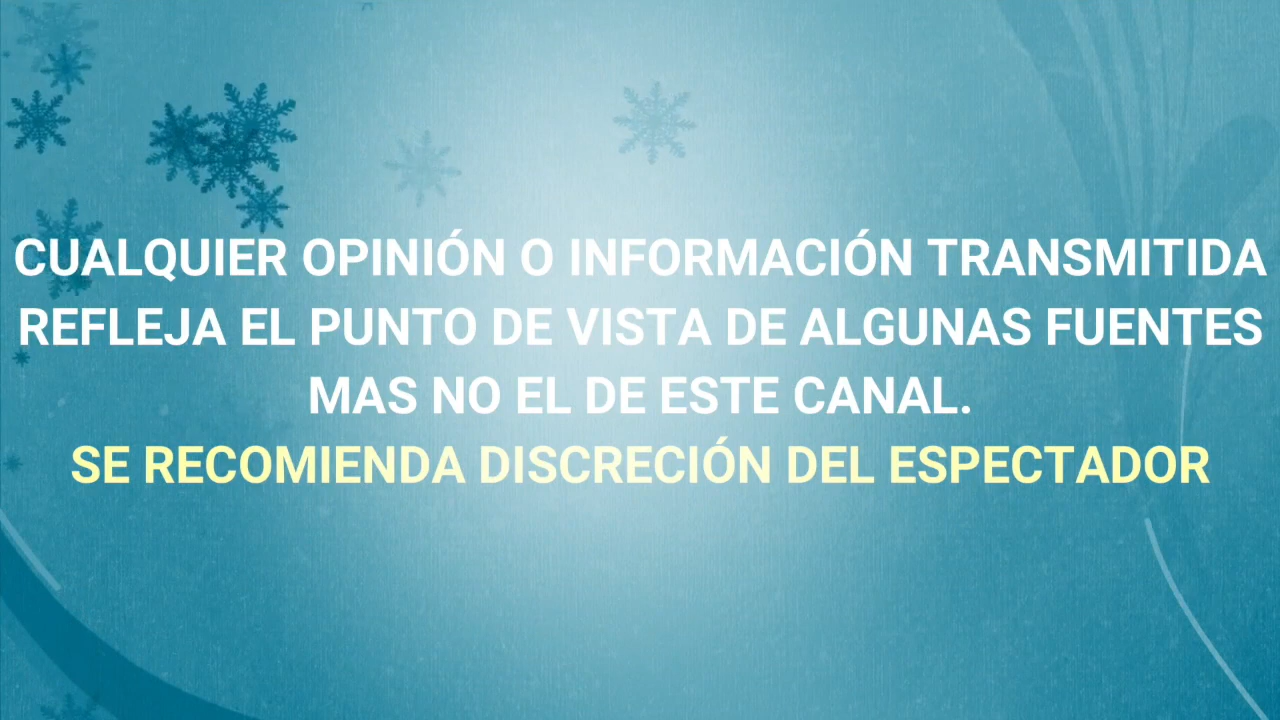 CUALQUIER OPINIÓN O INFORMACIÓN TRANSMITIDA
REFLEJA EL PUNTO DE VISTA DE ALGUNAS FUENTES
MAS NO EL DE ESTE CANAL.
SE RECOMIENDA DISCRECIÓN DEL ESPECTADOR